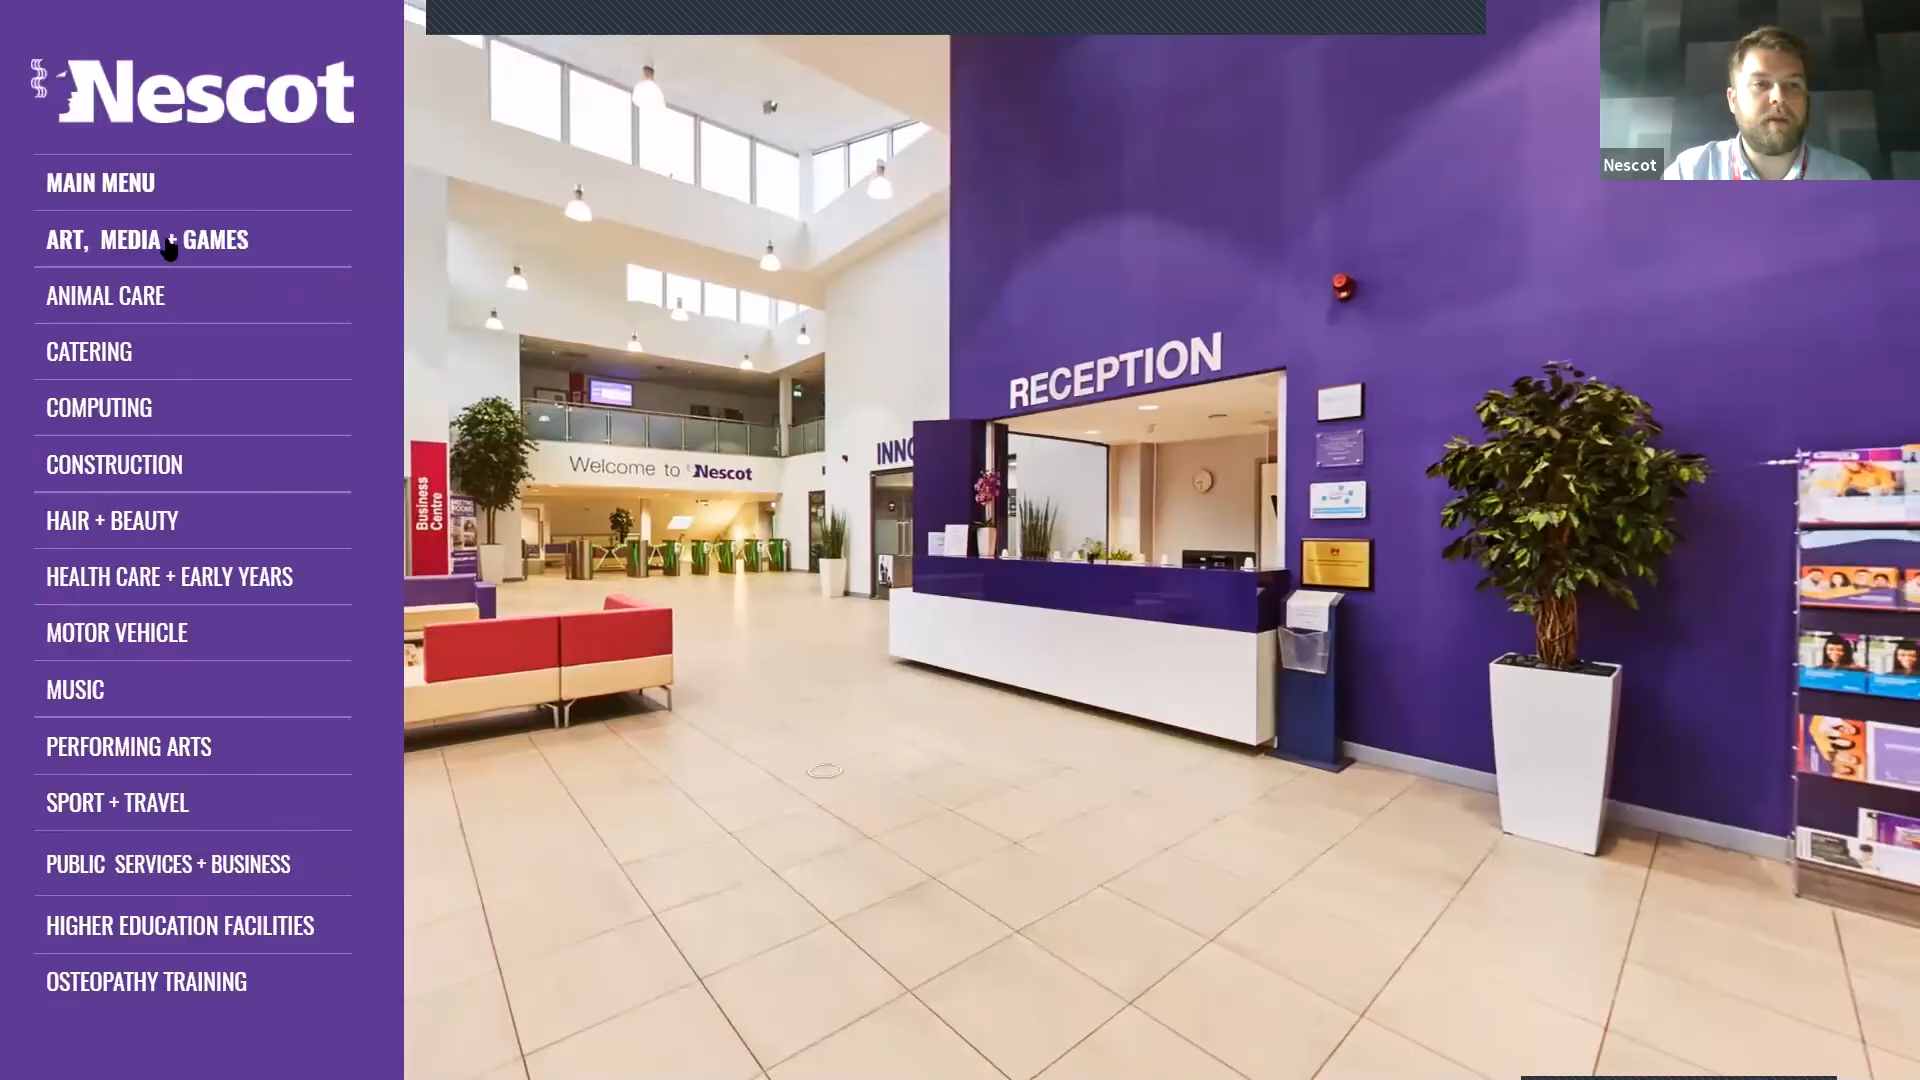 Nescot
MAIN MENU
ART, MEDIA + GAMES
ANIMAL CARE
CATERING
COMPUTING
CONSTRUCTION
HAIR + BEAUTY
HEALTH CARE + EARLY YEARS
MOTOR VEHICLE
MUSIC
PERFORMING ARTS
SPORT + TRAVEL
PUBLIC SERVICES + BUSINESS
HIGHER EDUCATION FACILITIES
OSTEOPATHY TRAINING
Nescot
RECEPTION
INNO
Welcome to Nescot
Business
Centre